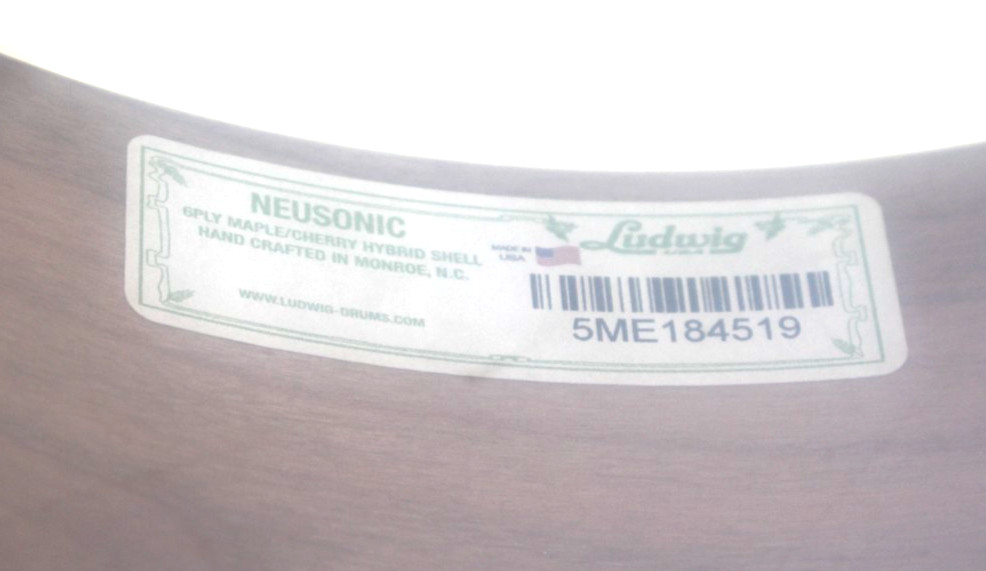 NEUSONIC
6PLY MAPLE/CHERRY HYBRID SHELL
HAND CRAFTED IN MONROE, N.C.
WWW.LUDWIG-DRUMS.COM
MADE IN
USA
Ludwig
5ME184519